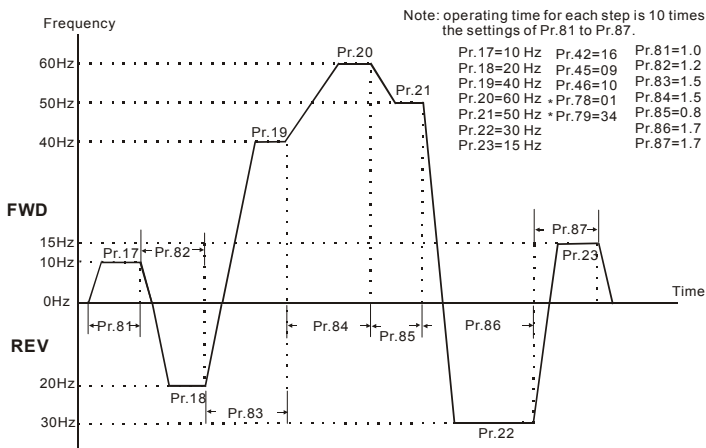 Note: operating time for each step is 10 times
the settings of Pr.81 to Pr.87.
Frequency
Pr.17=10 Hz Pr.42=16 Pr.81=1.0
Pr.18=20 Hz Pr.45=09 Pr.82=1.2
Pr.19=40 Hz Pr.46=10 Pr.83=1.5
Pr.20=60 Hz *Pr.78=01 Pr.84=1.5
Pr.21=50 Hz *Pr.79=34 Pr.85=0.8
Pr.22=30 Hz Pr.86=1.7
Pr.23=15 Hz Pr.87=1.7
Pr.20
60Hz
Pr.21
50Hz
Pr.19
40Hz
FWD
Pr.87
15Hz
Pr.17 Pr.82
Pr.23
10Hz
Time
0Hz
Pr.81
Pr.84
Pr.85
Pr.86
REV
20Hz
Pr.18
Pr.83
30Hz
Pr.22